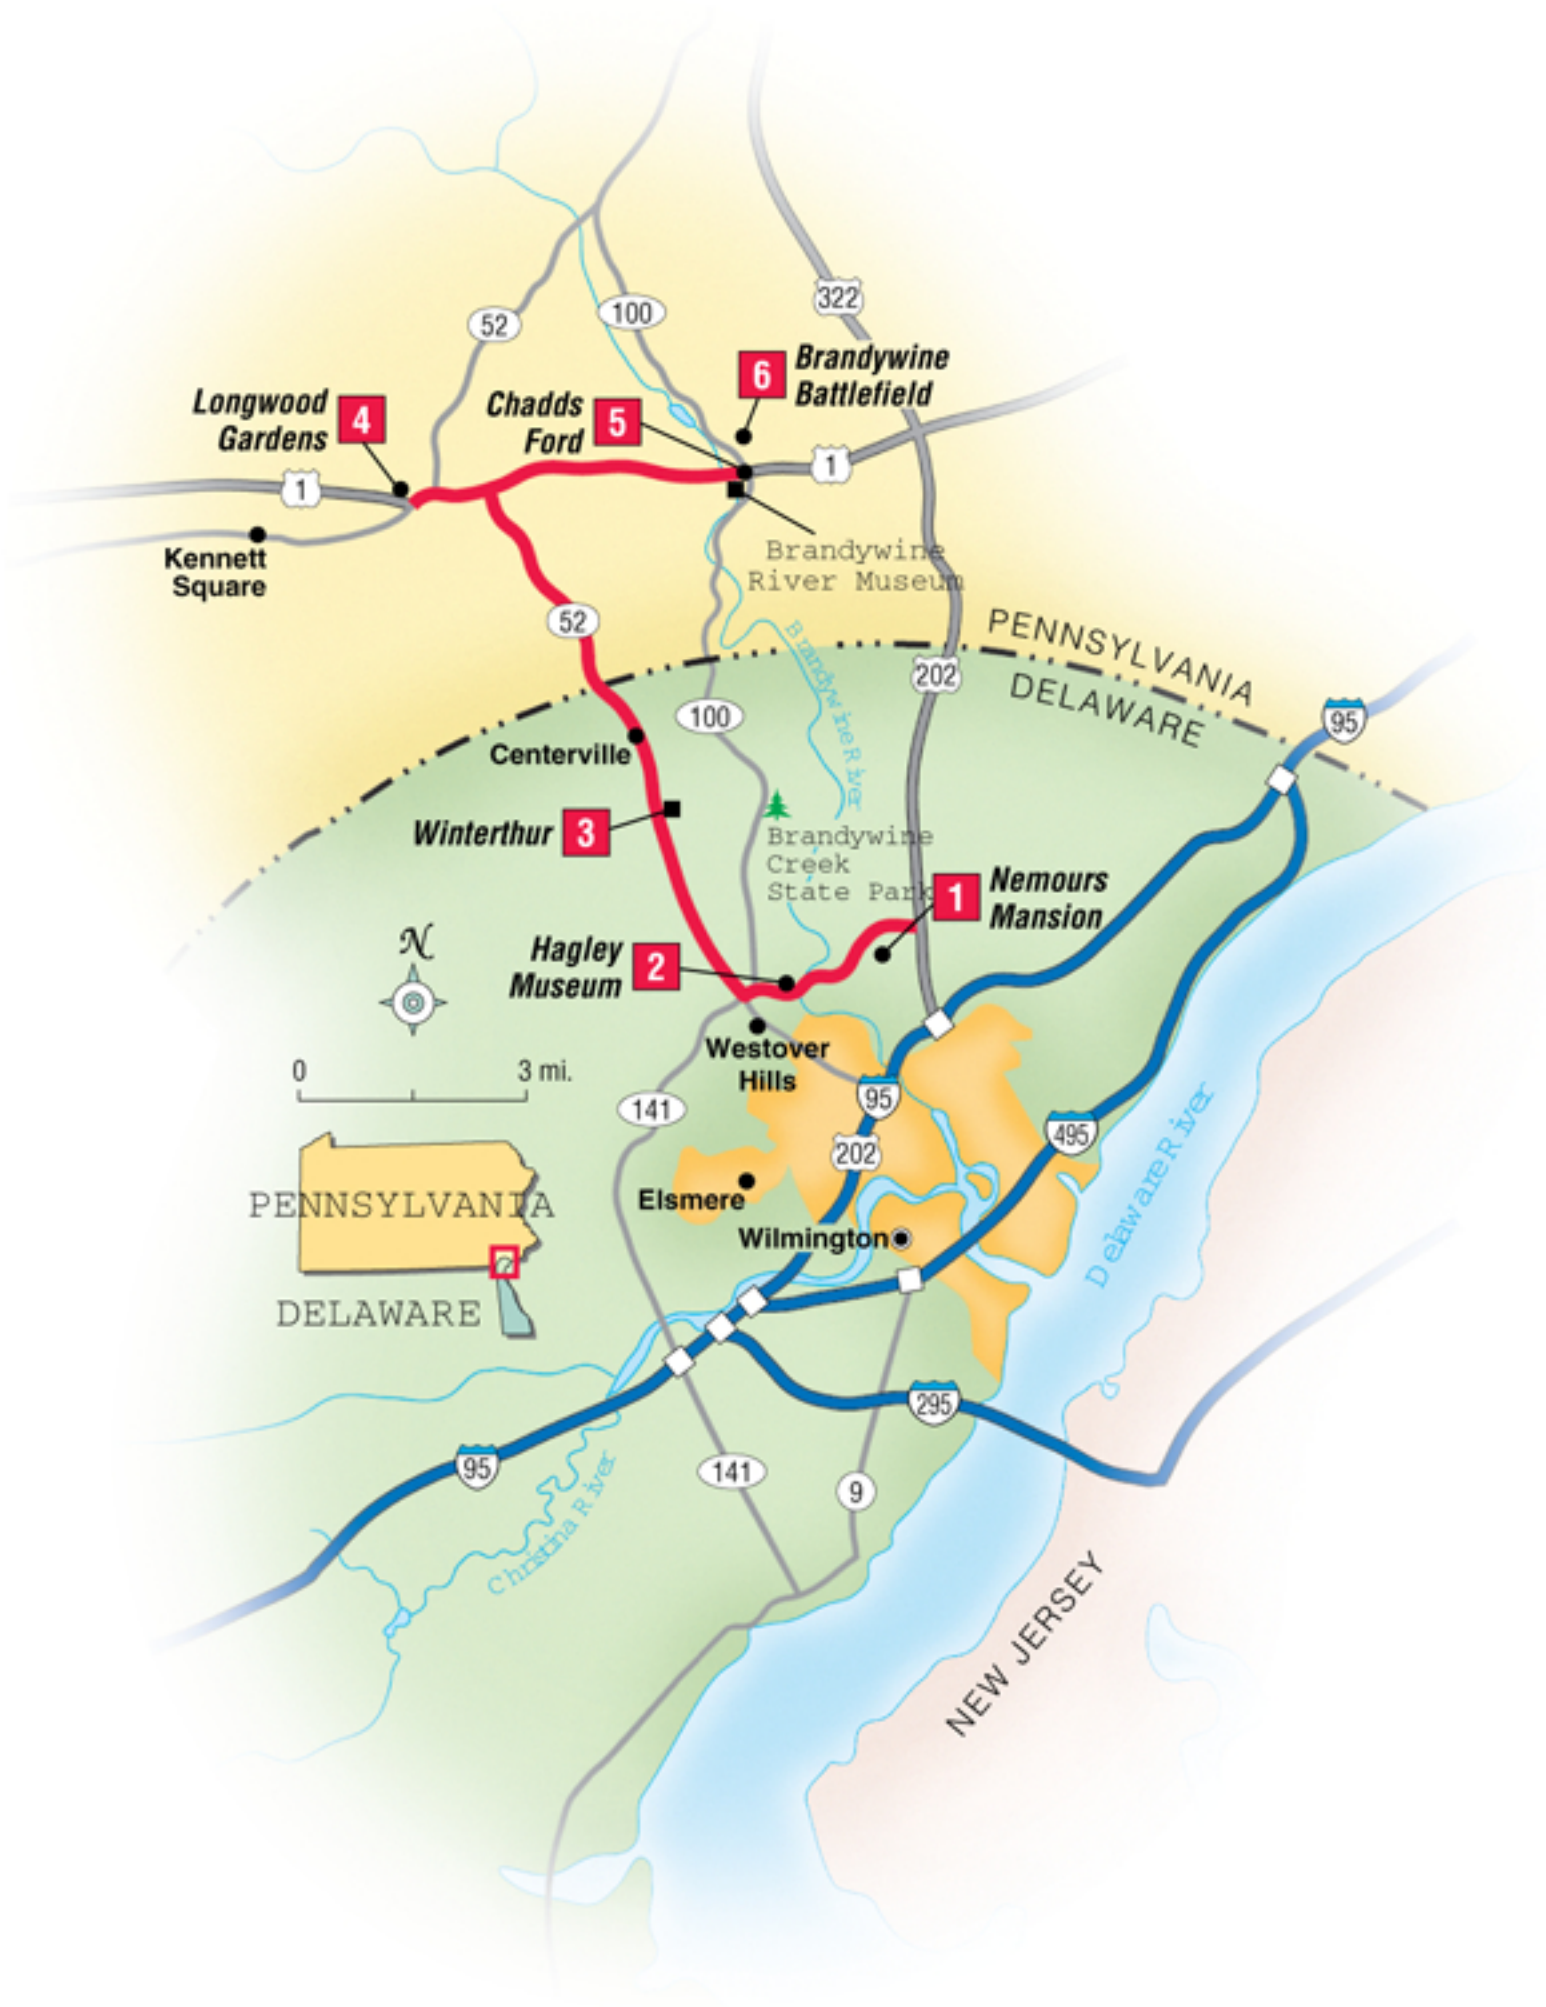 52
100
322
6
Brandywine
Battlefield
Longwood
Gardens
4
Chadds
Ford
5
1
1
Kennett
Square
Brandywine
River Museum
52
Brandywine River
PENNSYLVANIA
DELAWARE
202
95
100
Centerville
Winterthur
3
Brandywine
Creek
State Park
1
Nemours
Mansion
Hagley
Museum
2
N
Westover
Hills
0
3 mi.
141
95
202
495
Delaware River
PENNSYLVANIA
DELAWARE
Elsmere
Wilmington
295
95
141
9
Christina River
NEW JERSEY